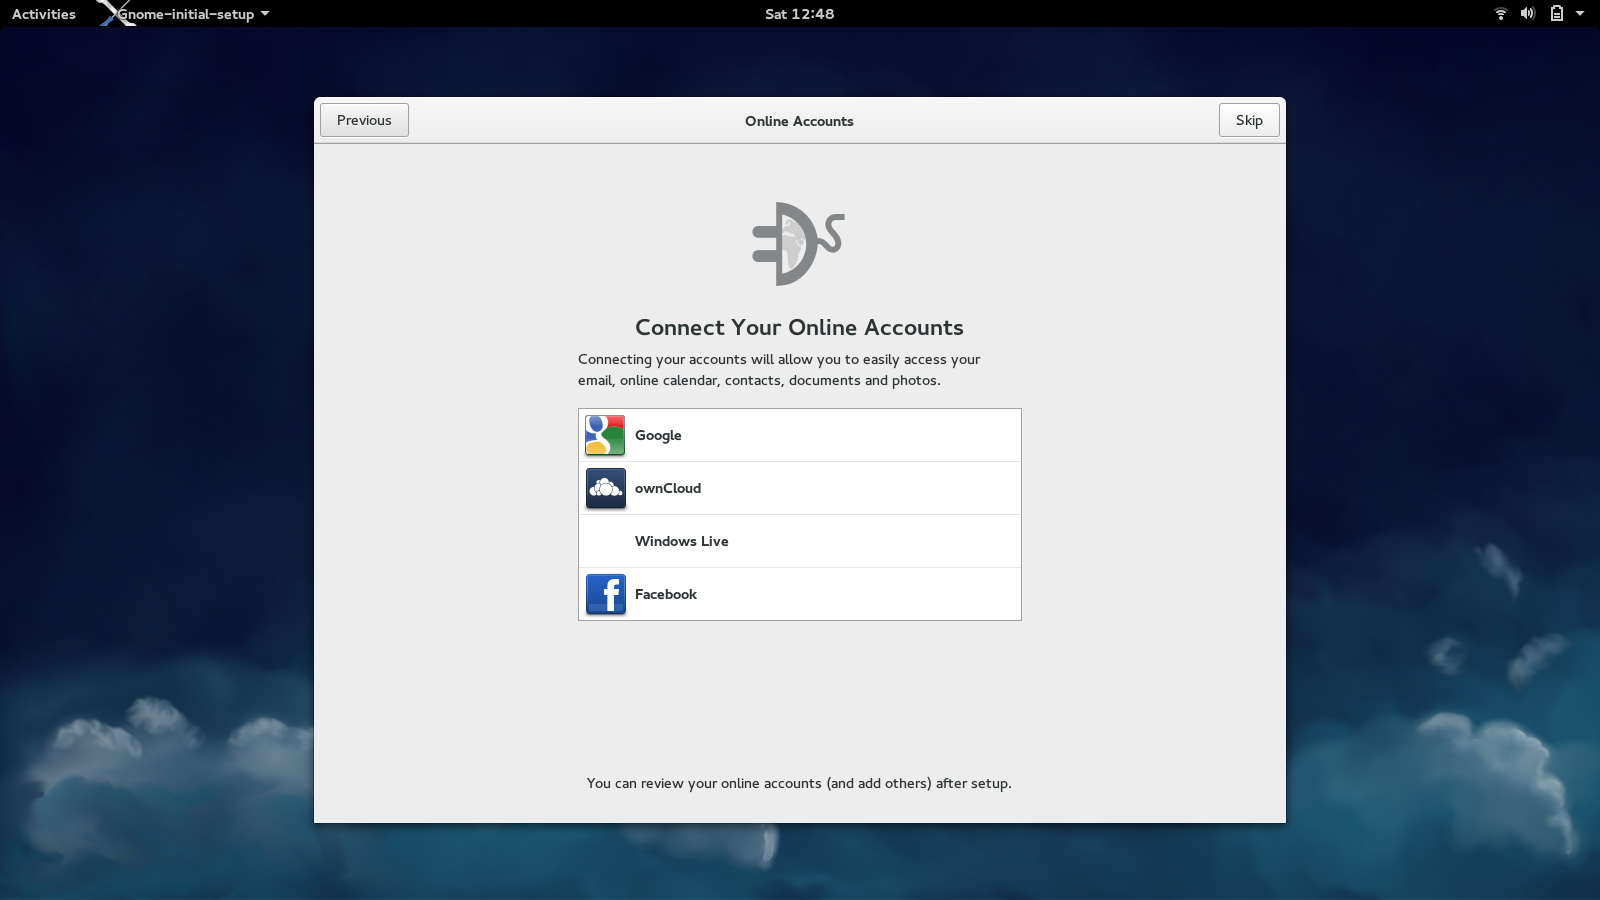 Activities
Gnome-initial-setup
Sat 12:48
Previous
Online Accounts
Skip
Connect Your Online Accounts
Connecting your accounts will allow you to easily access your
email, online calendar, contacts, documents and photos.
Google
ownCloud
Windows Live
Facebook
You can review your online accounts (and add others) after setup.